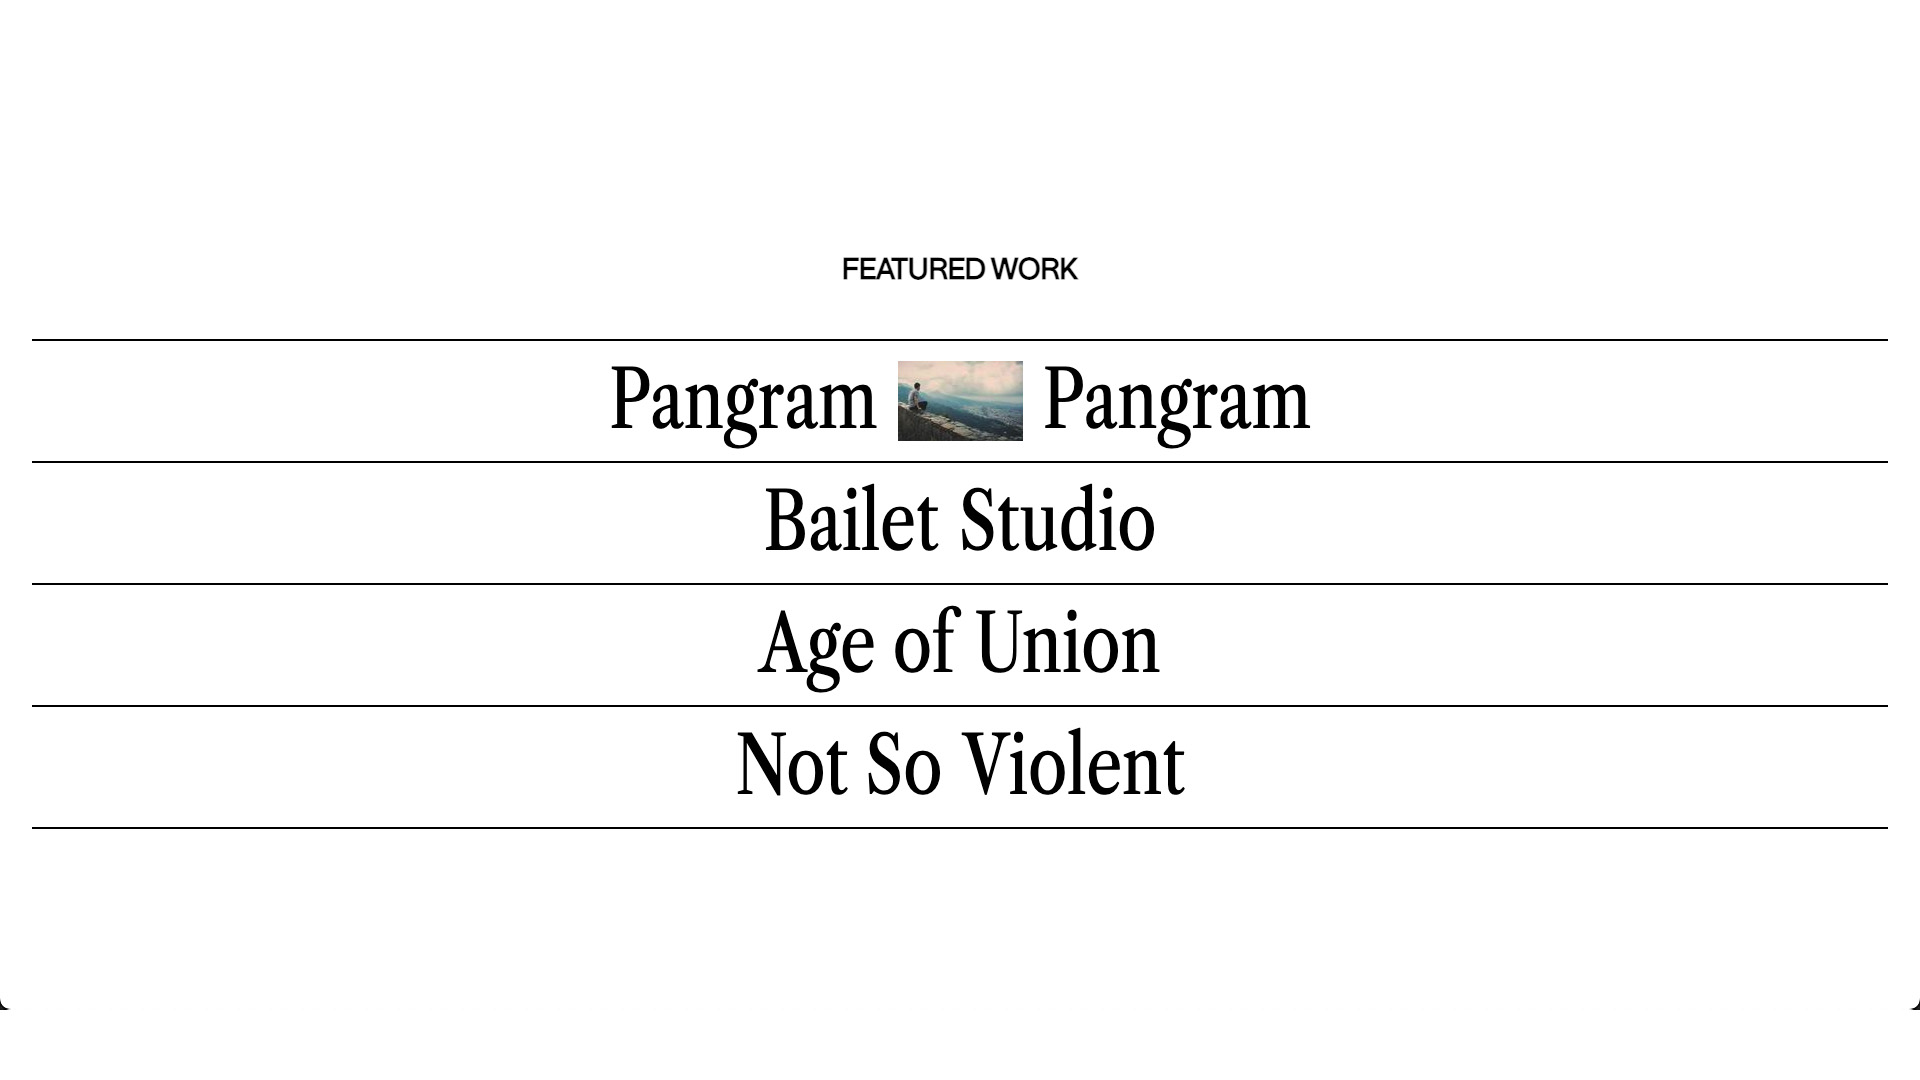 FEATURED WORK
Pangram Pangram
Bailet Studio
Age of Union
Not So Violent